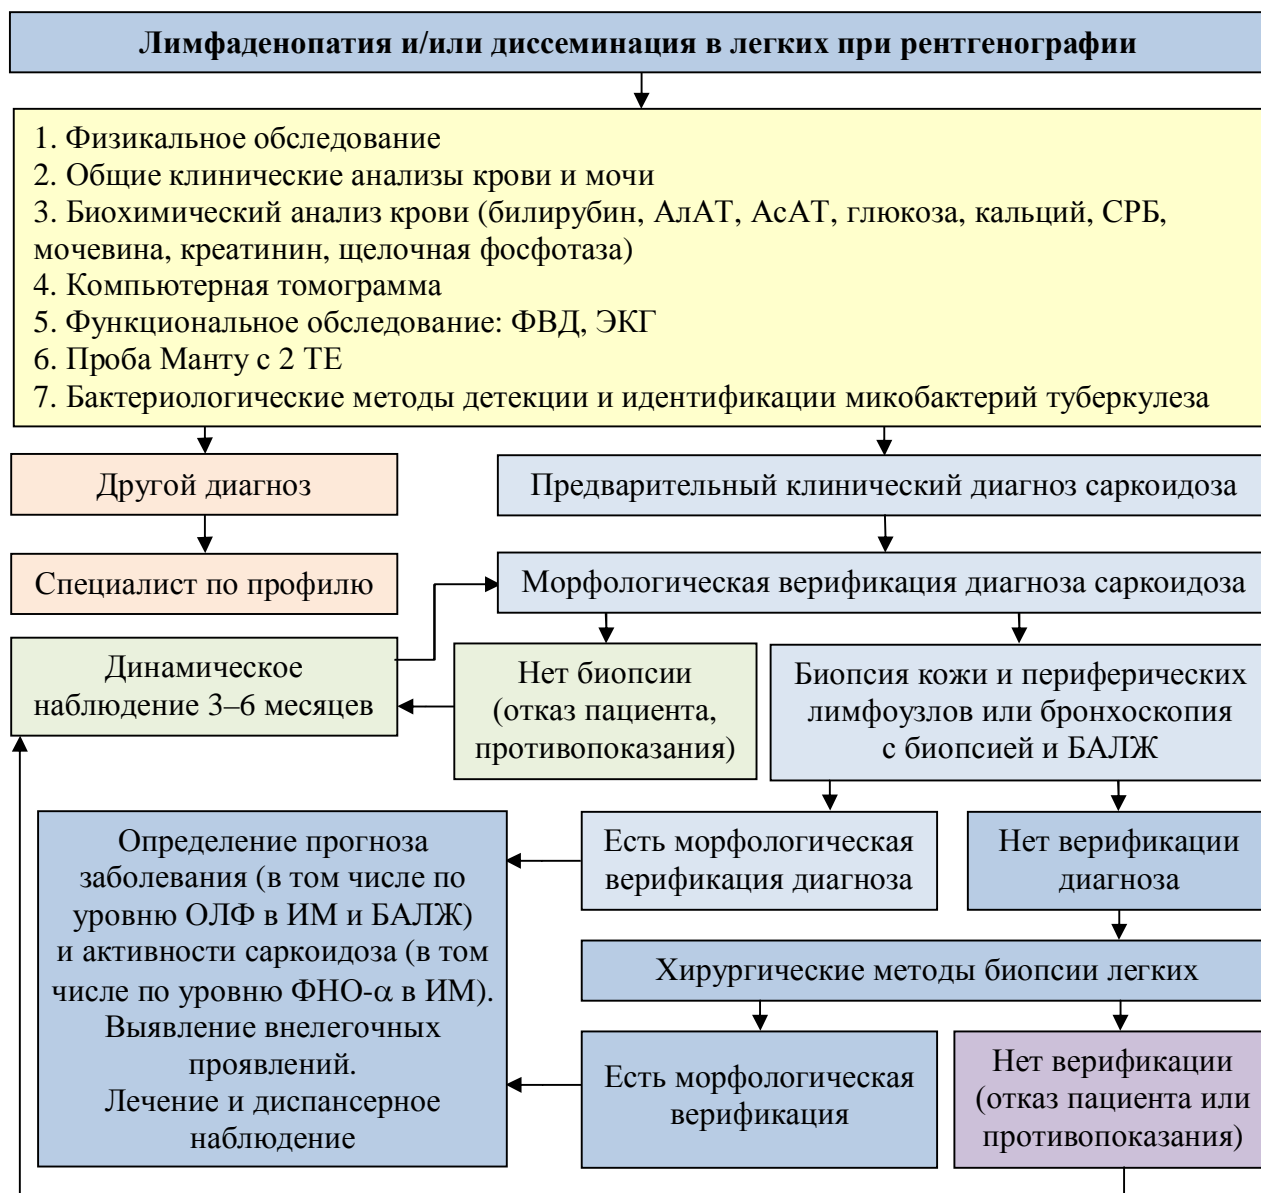 Лимфаденопатия и/или диссеминация в легких при рентгенографии
1. Физикальное обследование
2. Общие клинические анализы крови и мочи
3. Биохимический анализ крови (билирубин, АлАТ, АсАТ, глюкоза, кальций, СРБ,
мочевина, креатинин, щелочная фосфотаза)
4. Компьютерная томограмма
5. Функциональное обследование: ФВД, ЭКГ
6. Проба Манту с 2 ТЕ
7. Бактериологические методы детекции и идентификации микобактерий туберкулеза
Другой диагноз
Предварительный клинический диагноз саркоидоза
Специалист по профилю
Морфологическая верификация диагноза саркоидоза
Динамическое
наблюдение 3–6 месяцев
Нет биопсии
(отказ пациента,
противопоказания)
Биопсия кожи и периферических
лимфоузлов или бронхоскопия
с биопсией и БАЛЖ
Определение прогноза
заболевания (в том числе по
уровню ОЛФ в ИМ и БАЛЖ)
и активности саркоидоза (в том
числе по уровню ФНО-α в ИМ).
Выявление внелегочных
проявлений.
Лечение и диспансерное
наблюдение
Есть морфологическая
верификация диагноза
Нет верификации
диагноза
Хирургические методы биопсии легких
Есть морфологическая
верификация
Нет верификации
(отказ пациента или
противопоказания)